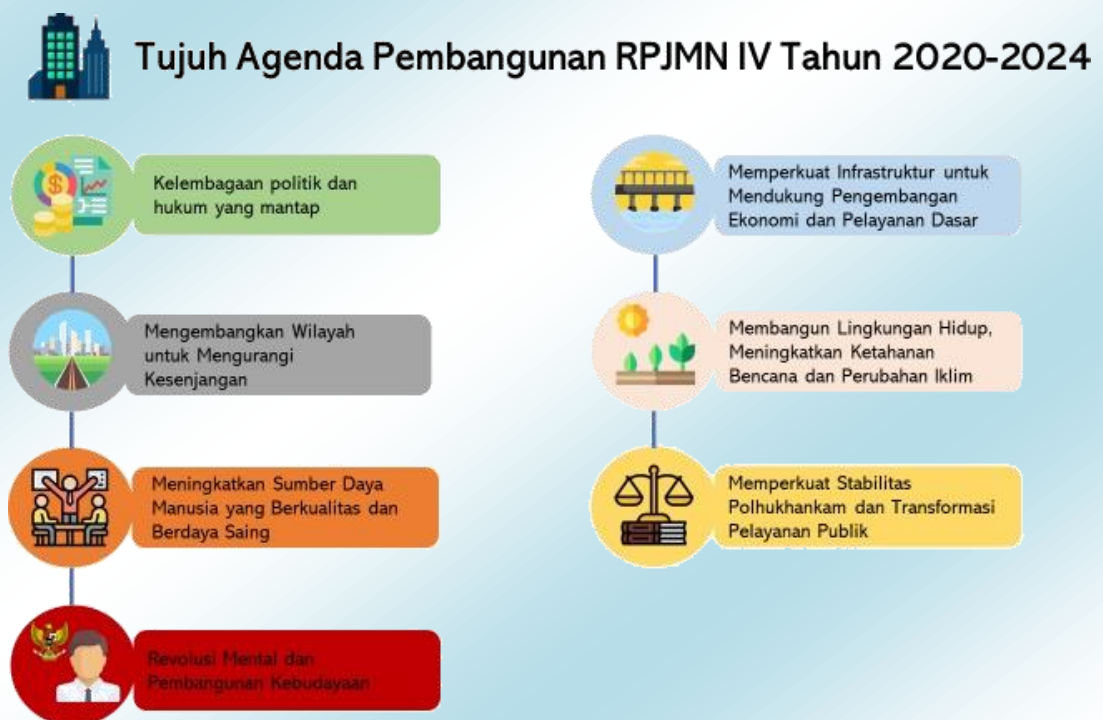 Tujuh Agenda Pembangunan RPJMN IV Tahun 2020-2024
Kelembagaan politik dan
hukum yang mantap
Mengembangkan Wilayah
untuk Mengurangi
Kesenjangan
Meningkatkan Sumber Daya
Manusia yang Berkualitas dan
Berdaya Saing
Revolusi Mental dan
Pembangunan Kebudayaan
Memperkuat Infrastruktur untuk
Mendukung Pengembangan
Ekonomi dan Pelayanan Dasar
Membangun Lingkungan Hidup,
Meningkatkan Ketahanan
Bencana dan Perubahan Iklim
Memperkuat Stabilitas
Polhukhankam dan Transformasi
Pelayanan Publik